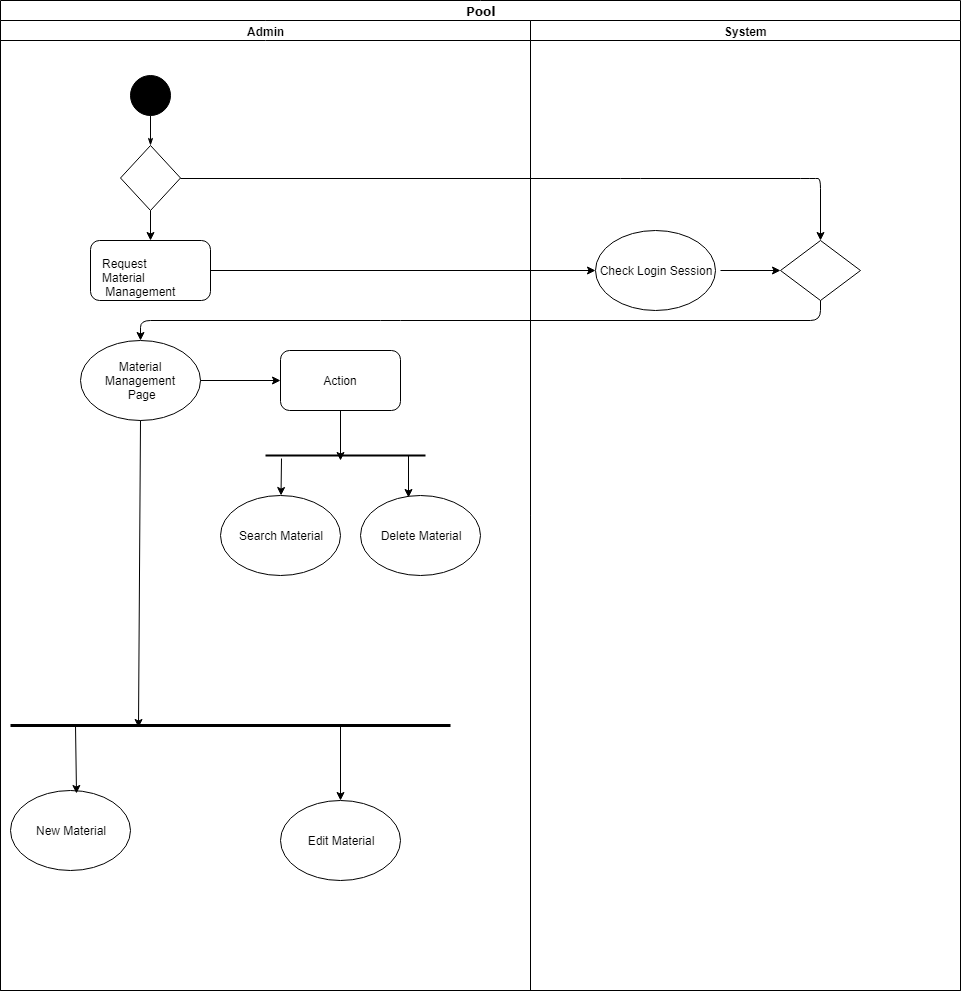 Pool
Admin
System
Request
Material
Management
Check Login Session
Material
Management
Page
Action
Search Material
Delete Material
New Material
Edit Material